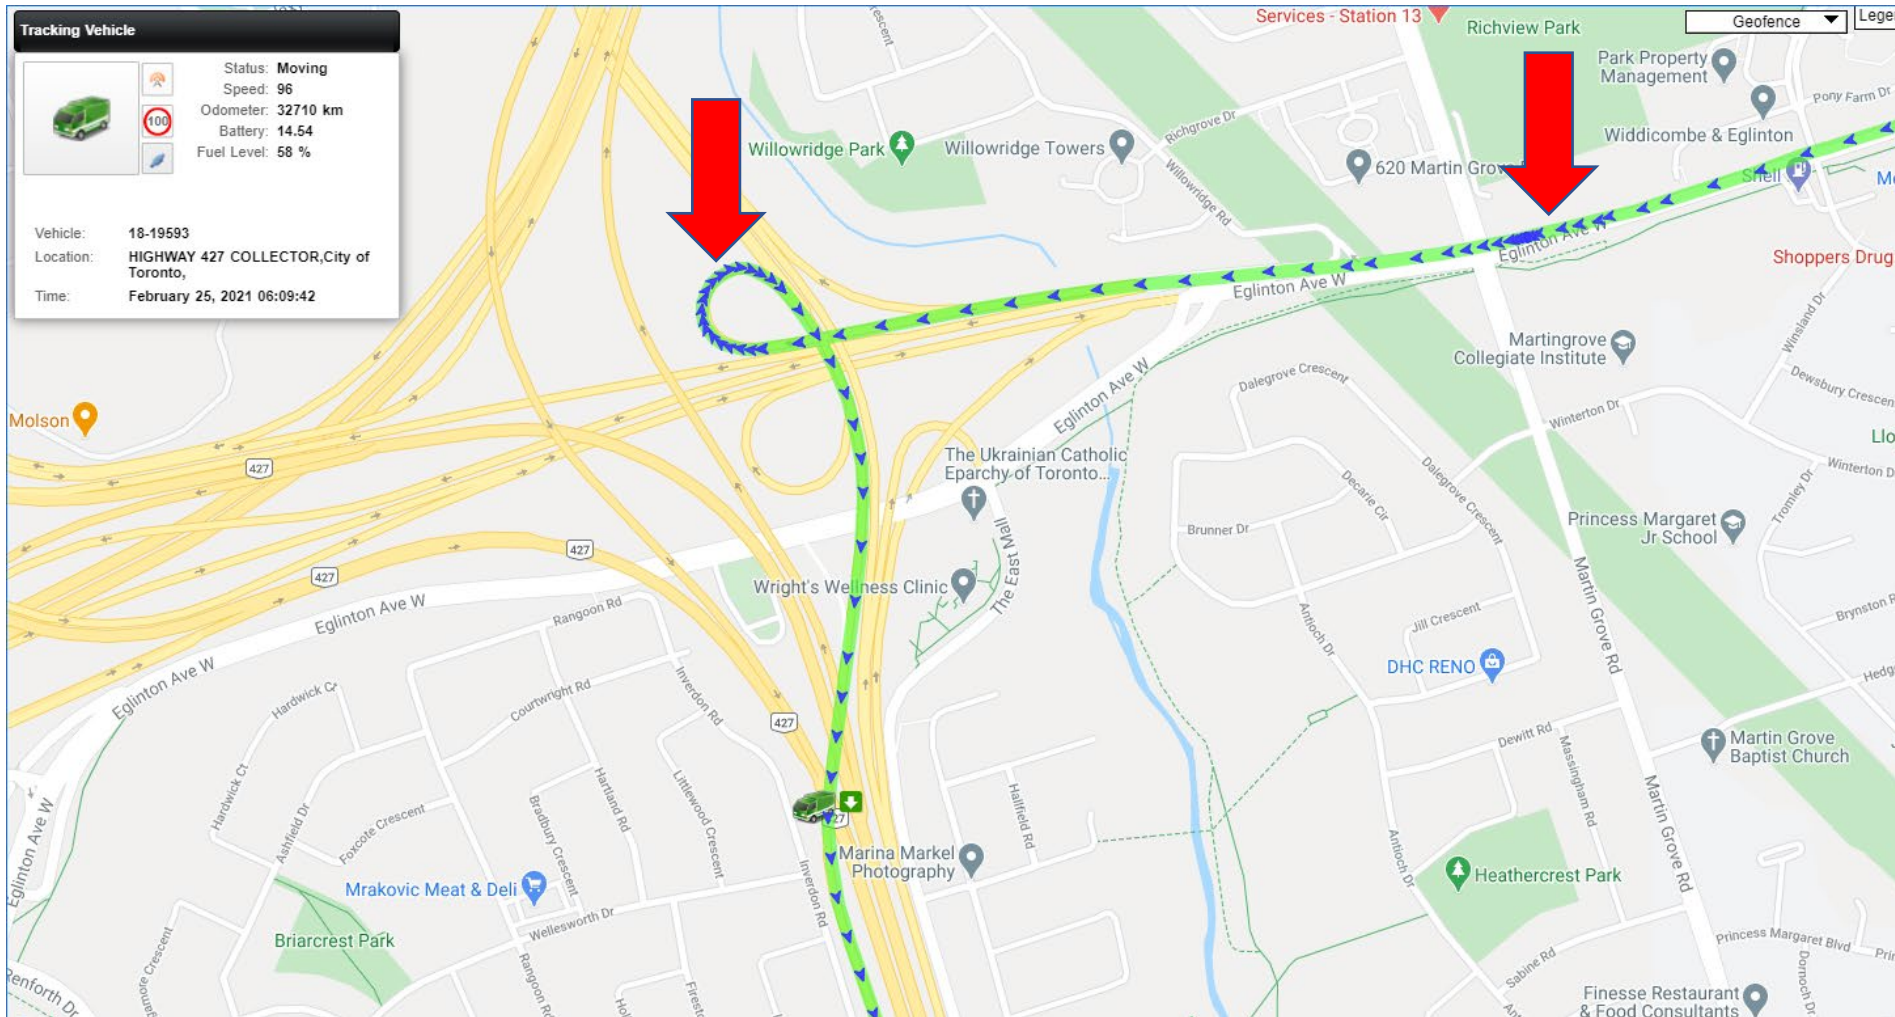 Tracking Vehicle
Status: Moving
Speed: 96
Odometer: 32710 km
Battery: 14.54
Fuel Level: 58 %
100
Vehicle: 18-19593
Location: HIGHWAY 427 COLLECTOR,City of
Toronto,
Time: February 25, 2021 06:09:42
Services - Station 13
Richview Park
Geofence
Park Property
Management
Pony Farm Dr
Widdicombe & Eglinton
Richgrove Dr
Willowridge Park
Willowridge Towers
620 Martin Grove
Shell
Willowridge Rd
Eglinton Ave W
Shoppers Drug
Eglinton Ave W
Martingrove
Collegiate Institute
Winsland Dr
Dalegrove Crescent
Dewsbury Crescen
Molson
Eglinton Ave W
Winterton Dr
427
The Ukrainian Catholic
Eparchy of Toronto...
Decarie Cir
Dalegrove Crescent
Winterton D
Tromley Dr
Brunner Dr
Princess Margaret
Jr School
427
427
The East Mall
Wright's Wellness Clinic
Martin Grove Rd
Eglinton Ave W
Rangoon Rd
Antioch Dr
Jill Crescent
Brynston R
DHC RENO
Eglinton Ave W
Hardwick Cr
Courtwright Rd
Inverdon Rd
427
Dewitt Rd
Massingham Rd
Martin Grove
Baptist Church
Hardwick Ct
Hartland Rd
Littlewood Crescent
Hallfield Rd
Martin Grove Rd
Bradbury Crescent
Ashfield Dr
Foxcote Crescent
27
Eglinton Ave W
Marina Markel
Photography
Antioch Dr
Heathercrest Park
Mrakovic Meat & Deli
Inverdon Rd
Wellesworth Dr
Briarcrest Park
Princess Margaret Blvd
Renforth Dr
Rangoon Rd
Sabine Rd
Dornoch Dr
Finesse Restaurant
& Food Consultants